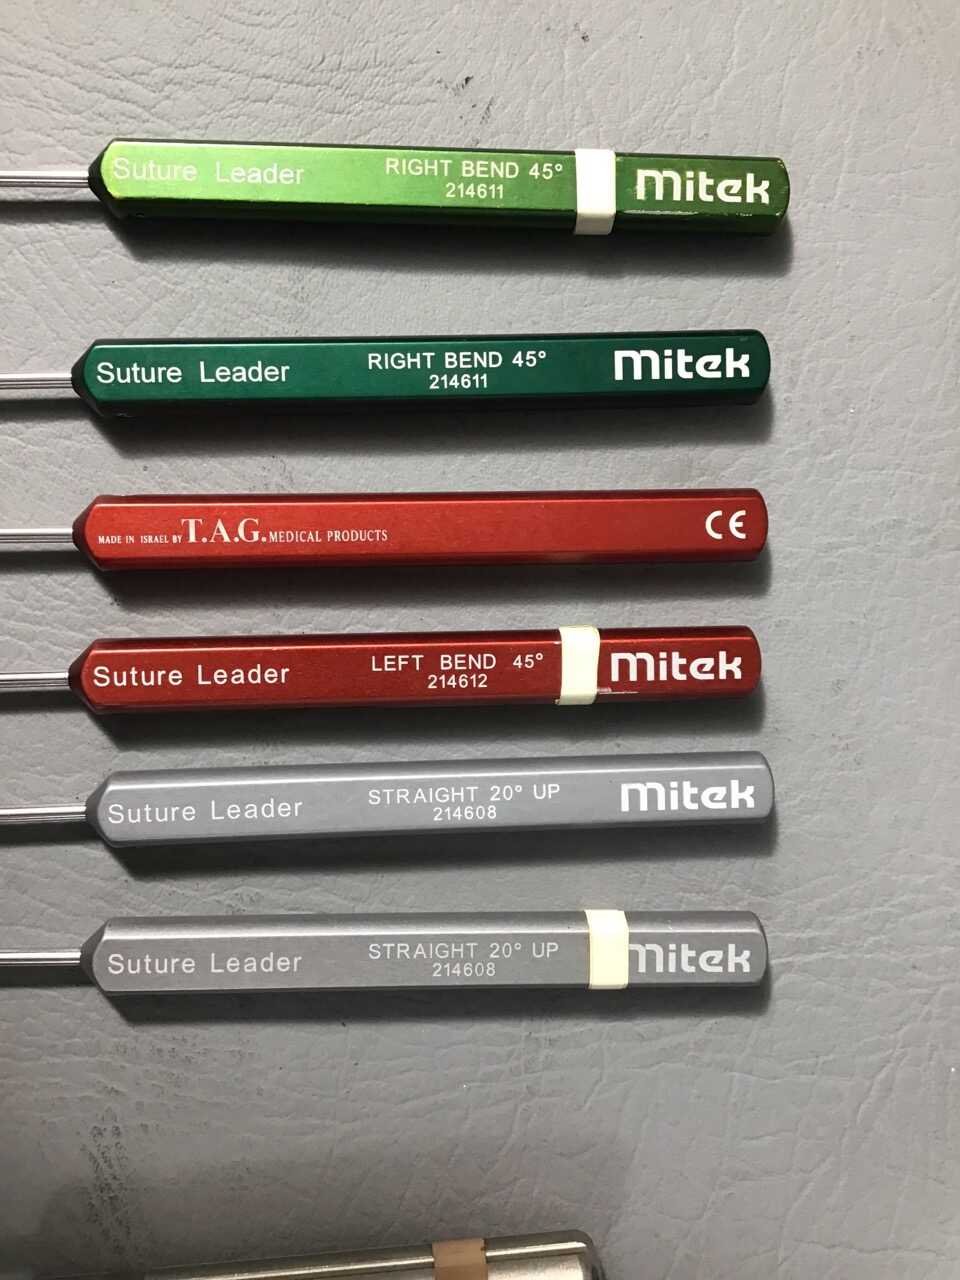 Suture Leader RIGHT BEND 45° mitek
214611
Suture Leader RIGHT BEND 45° mitek
214611
MADE IN ISRAEL BY T.A.G. MEDICAL PRODUCTS CE
Suture Leader LEFT BEND 45° mitek
214612
Suture Leader STRAIGHT 20° UP mitek
214608
Suture Leader STRAIGHT 20° UP mitek
214608